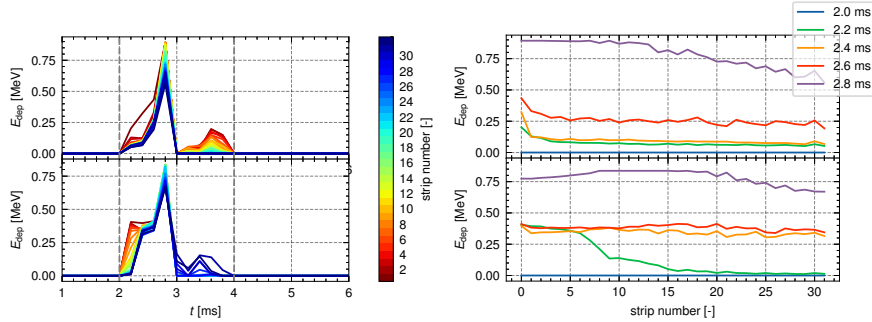 2.0 ms
2.2 ms
2.4 ms
2.6 ms
2.8 ms
0.75
0.50
0.25
0.00
E_dep [MeV]
0.75
0.50
0.25
0.00
E_dep [MeV]
1 2 3 4 5 6
t [ms]
30
28
26
24
22
20
18
16
14
12
10
8
6
4
2
strip number [-]
0.75
0.50
0.25
0.00
E_dep [MeV]
0.75
0.50
0.25
0.00
E_dep [MeV]
0 5 10 15 20 25 30
strip number [-]